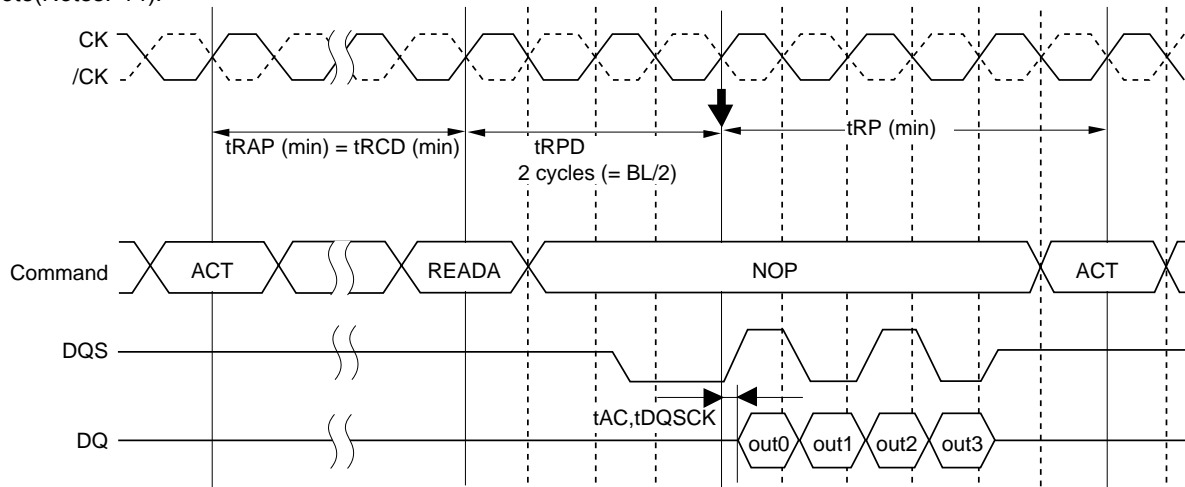 CK
/CK
tRAP (min) = tRCD (min)
tRPD
2 cycles (= BL/2)
tRP (min)
Command
ACT
READA
NOP
ACT
DQS
tAC,tDQSCK
DQ
out0
out1
out2
out3